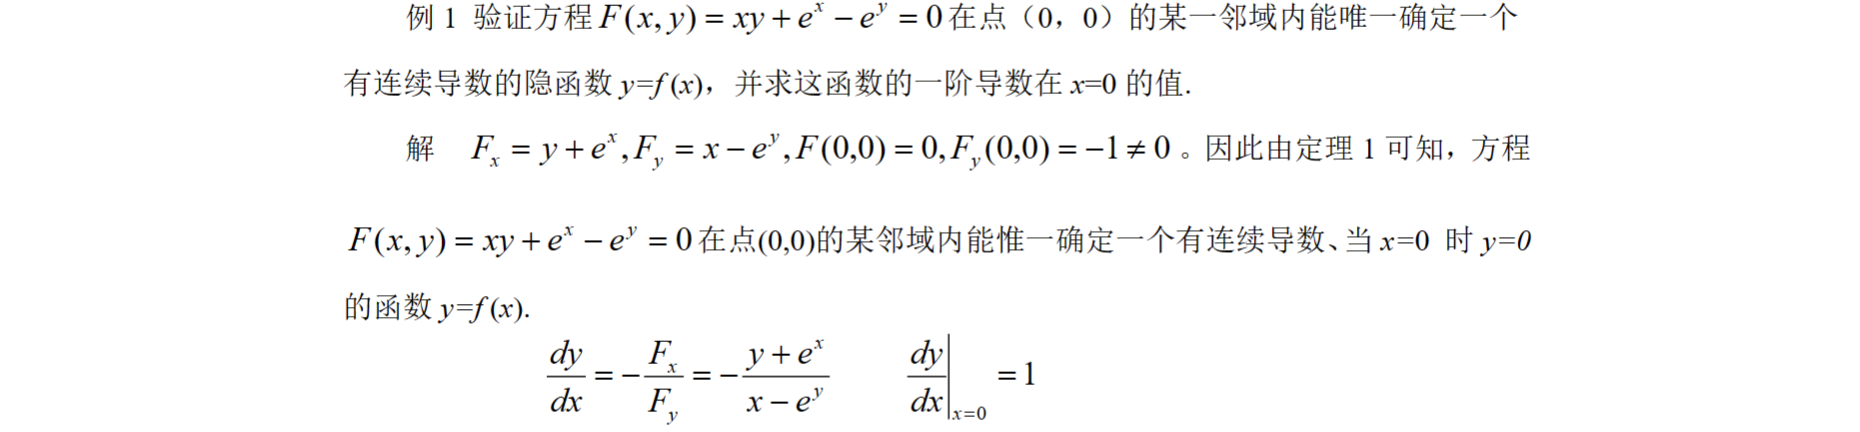 例 1 验证方程 $F(x,y)=xy+e^x-e^y=0$ 在点（0，0）的某一邻域内能唯一确定一个
有连续导数的隐函数 y=f (x)，并求这函数的一阶导数在 x=0 的值.
解 $F_x=y+e^x,F_y=x-e^y,F(0,0)=0,F_y(0,0)=-1\neq 0$ 。因此由定理 1 可知，方程
$F(x,y)=xy+e^x-e^y=0$ 在点(0,0)的某邻域内能惟一确定一个有连续导数、当 x=0 时 y=0
的函数 y=f (x).
$\frac{dy}{dx}=-\frac{F_x}{F_y}=-\frac{y+e^x}{x-e^y}$ $\left.\frac{dy}{dx}\right|_{x=0}=1$